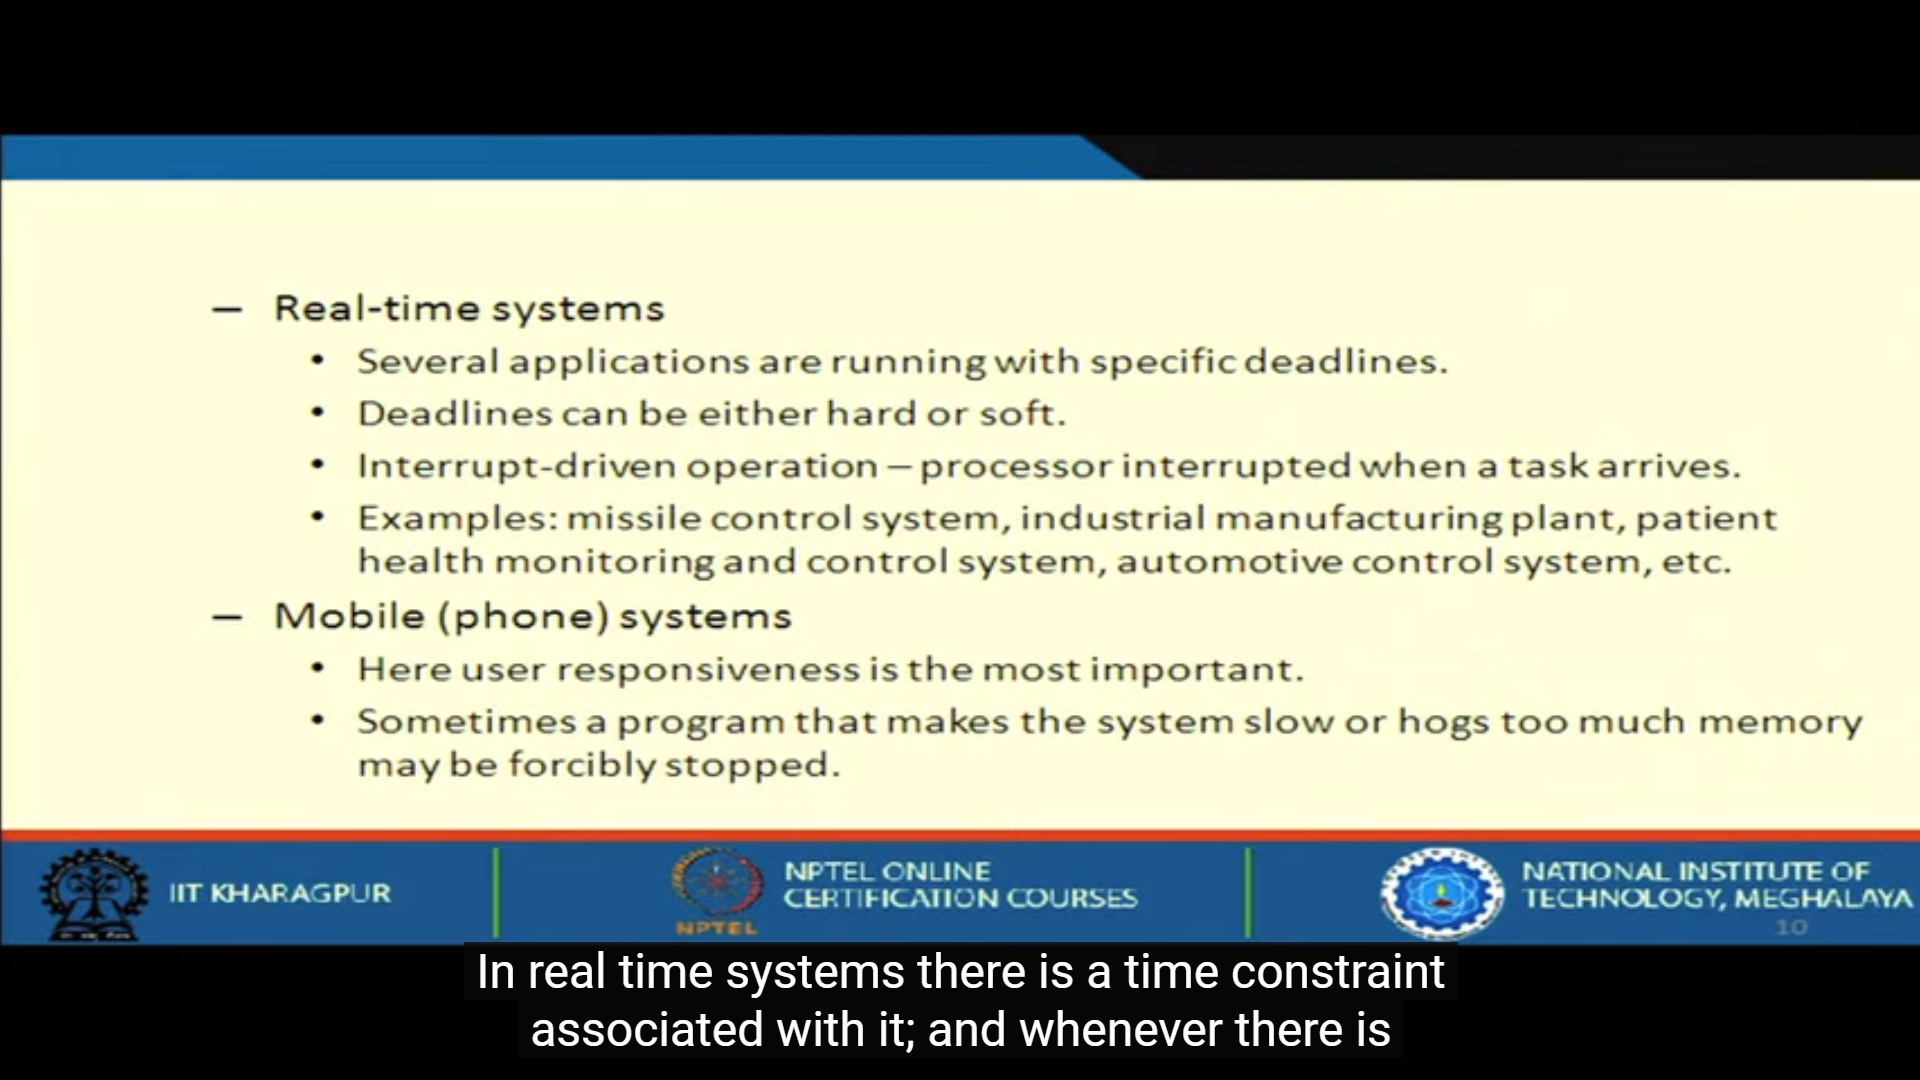 – Real-time systems
• Several applications are running with specific deadlines.
• Deadlines can be either hard or soft.
• Interrupt-driven operation – processor interrupted when a task arrives.
• Examples: missile control system, industrial manufacturing plant, patient
health monitoring and control system, automotive control system, etc.
– Mobile (phone) systems
• Here user responsiveness is the most important.
• Sometimes a program that makes the system slow or hogs too much memory
may be forcibly stopped.
IIT KHARAGPUR
NPTEL
NPTEL ONLINE
CERTIFICATION COURSES
NATIONAL INSTITUTE OF
TECHNOLOGY, MEGHALAYA
10
In real time systems there is a time constraint
associated with it; and whenever there is